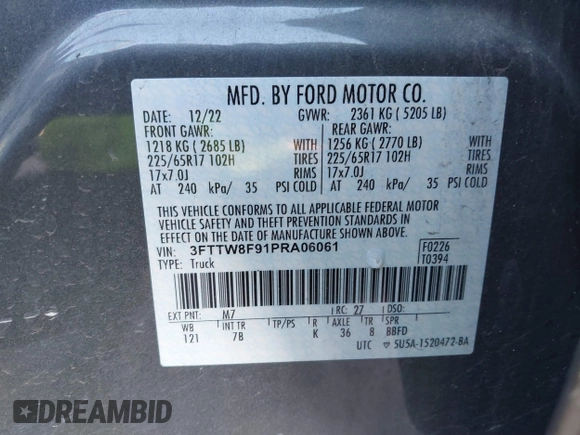 MFD. BY FORD MOTOR CO.
DATE: 12/22 GVWR: 2361 KG ( 5205 LB)
FRONT GAWR: REAR GAWR:
1218 KG ( 2685 LB) WITH 1256 KG ( 2770 LB) WITH
225/65R17 102H TIRES 225/65R17 102H TIRES
17x7.0J RIMS 17x7.0J RIMS
AT 240 kPa/ 35 PSI COLD AT 240 kPa/ 35 PSI COLD
THIS VEHICLE CONFORMS TO ALL APPLICABLE FEDERAL MOTOR
VEHICLE SAFETY AND THEFT PREVENTION STANDARDS IN
EFFECT ON THE DATE OF MANUFACTURE SHOWN ABOVE.
VIN: 3FTTW8F91PRA06061 F0226
TYPE: Truck T0394
EXT PNT: M7 RC: 27 DSO:
WB INT TR TP/PS R AXLE TR SPR
121 7B K 36 8 BBFD
UTC 5U5A-1520472-BA
DREAMBID